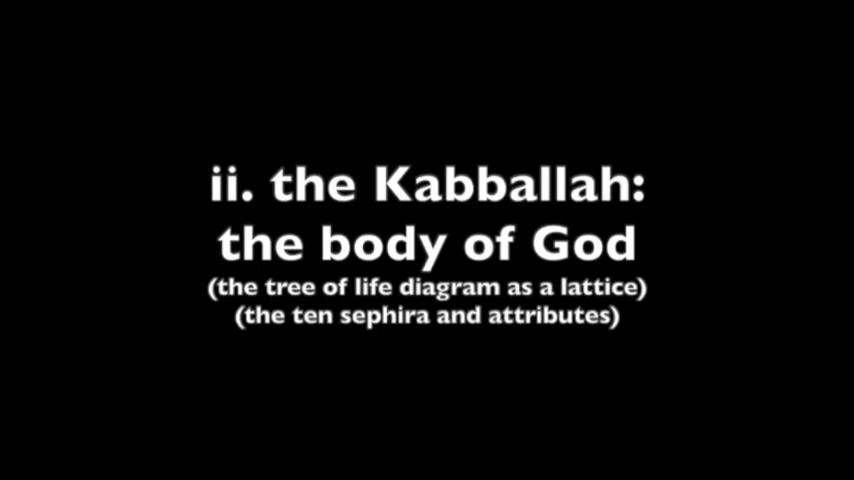 ii. the Kabballah:
the body of God
(the tree of life diagram as a lattice)
(the ten sephira and attributes)